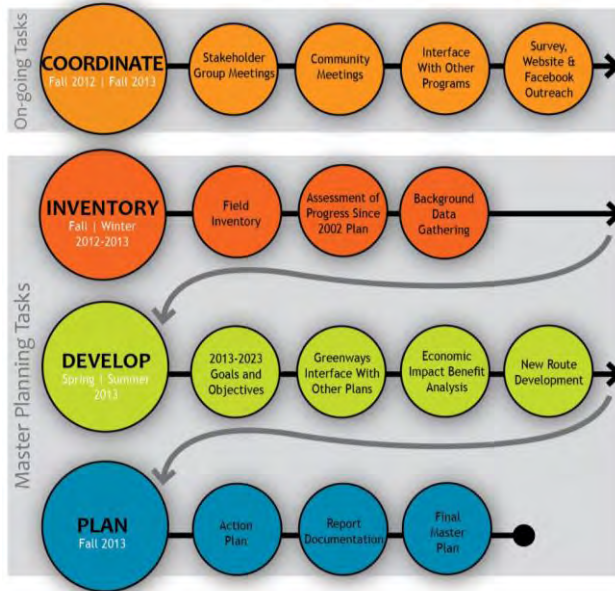 On-going Tasks
COORDINATE
Fall 2012 | Fall 2013
Stakeholder
Group Meetings
Community
Meetings
Interface
With Other
Programs
Survey,
Website &
Facebook
Outreach
Master Planning Tasks
INVENTORY
Fall | Winter
2012-2013
Field
Inventory
Assessment of
Progress Since
2002 Plan
Background
Data
Gathering
DEVELOP
Spring | Summer
2013
2013-2023
Goals and
Objectives
Greenways
Interface With
Other Plans
Economic
Impact Benefit
Analysis
New Route
Development
PLAN
Fall 2013
Action
Plan
Report
Documentation
Final
Master
Plan